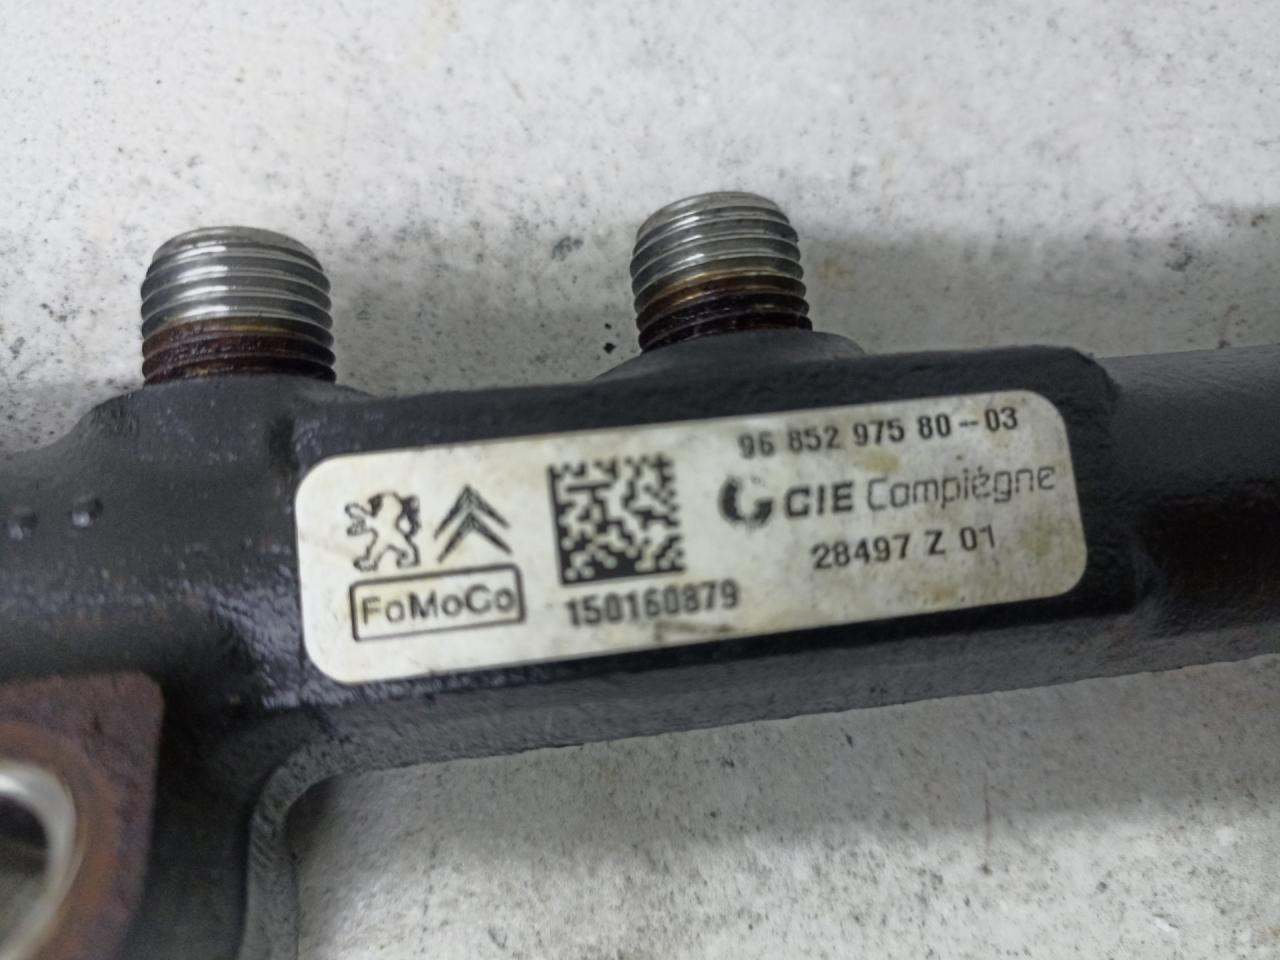 96 852 975 80-03
CIE Compiègne
28497 Z 01
FoMoCo
150160879